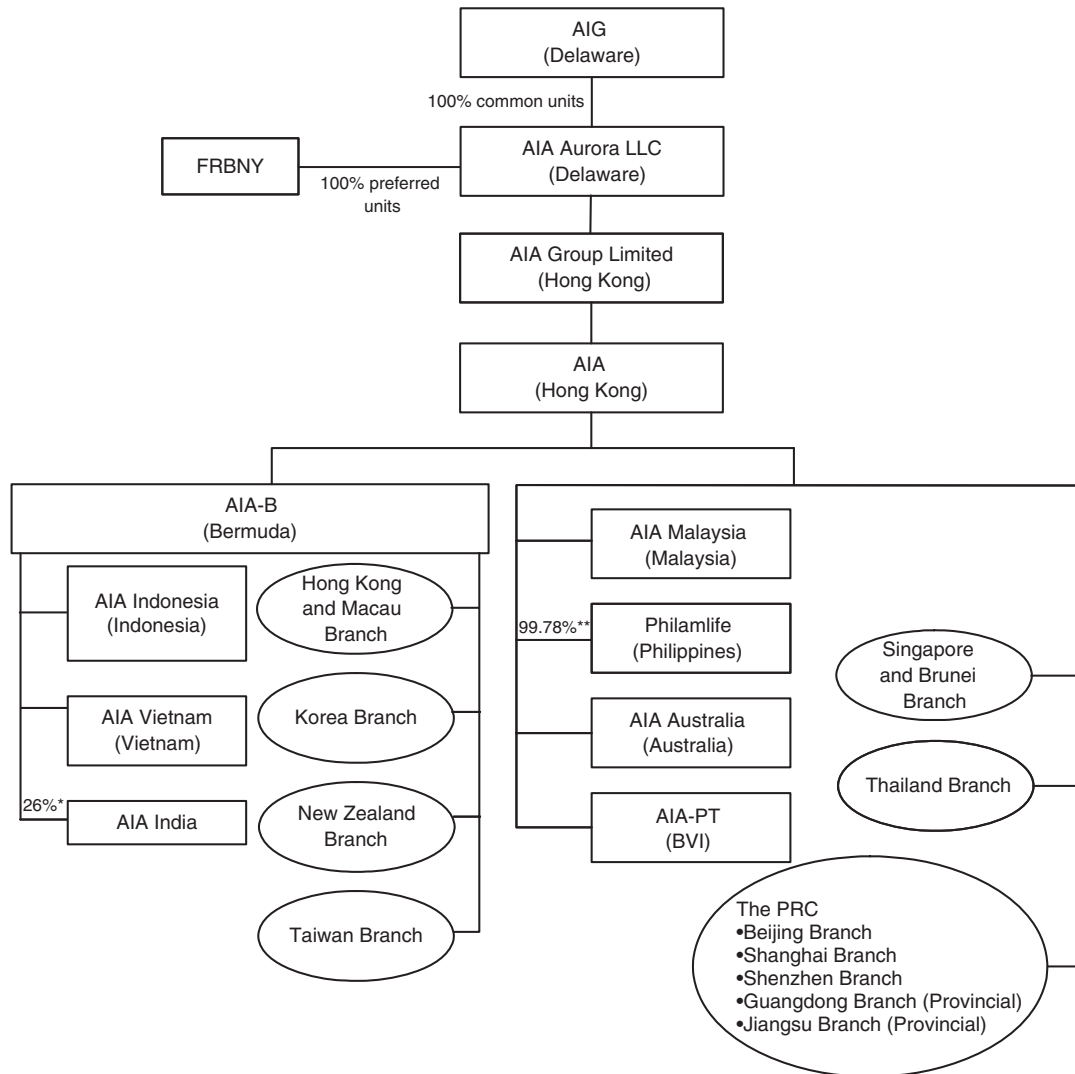 AIG
(Delaware)
100% common units
FRBNY
100% preferred
units
AIA Aurora LLC
(Delaware)
AIA Group Limited
(Hong Kong)
AIA
(Hong Kong)
AIA-B
(Bermuda)
AIA Indonesia
(Indonesia)
AIA Vietnam
(Vietnam)
26%*
AIA India
Hong Kong
and Macau
Branch
Korea Branch
New Zealand
Branch
Taiwan Branch
AIA Malaysia
(Malaysia)
99.78%**
Philamlife
(Philippines)
AIA Australia
(Australia)
AIA-PT
(BVI)
Singapore
and Brunei
Branch
Thailand Branch
The PRC
•Beijing Branch
•Shanghai Branch
•Shenzhen Branch
•Guangdong Branch (Provincial)
•Jiangsu Branch (Provincial)